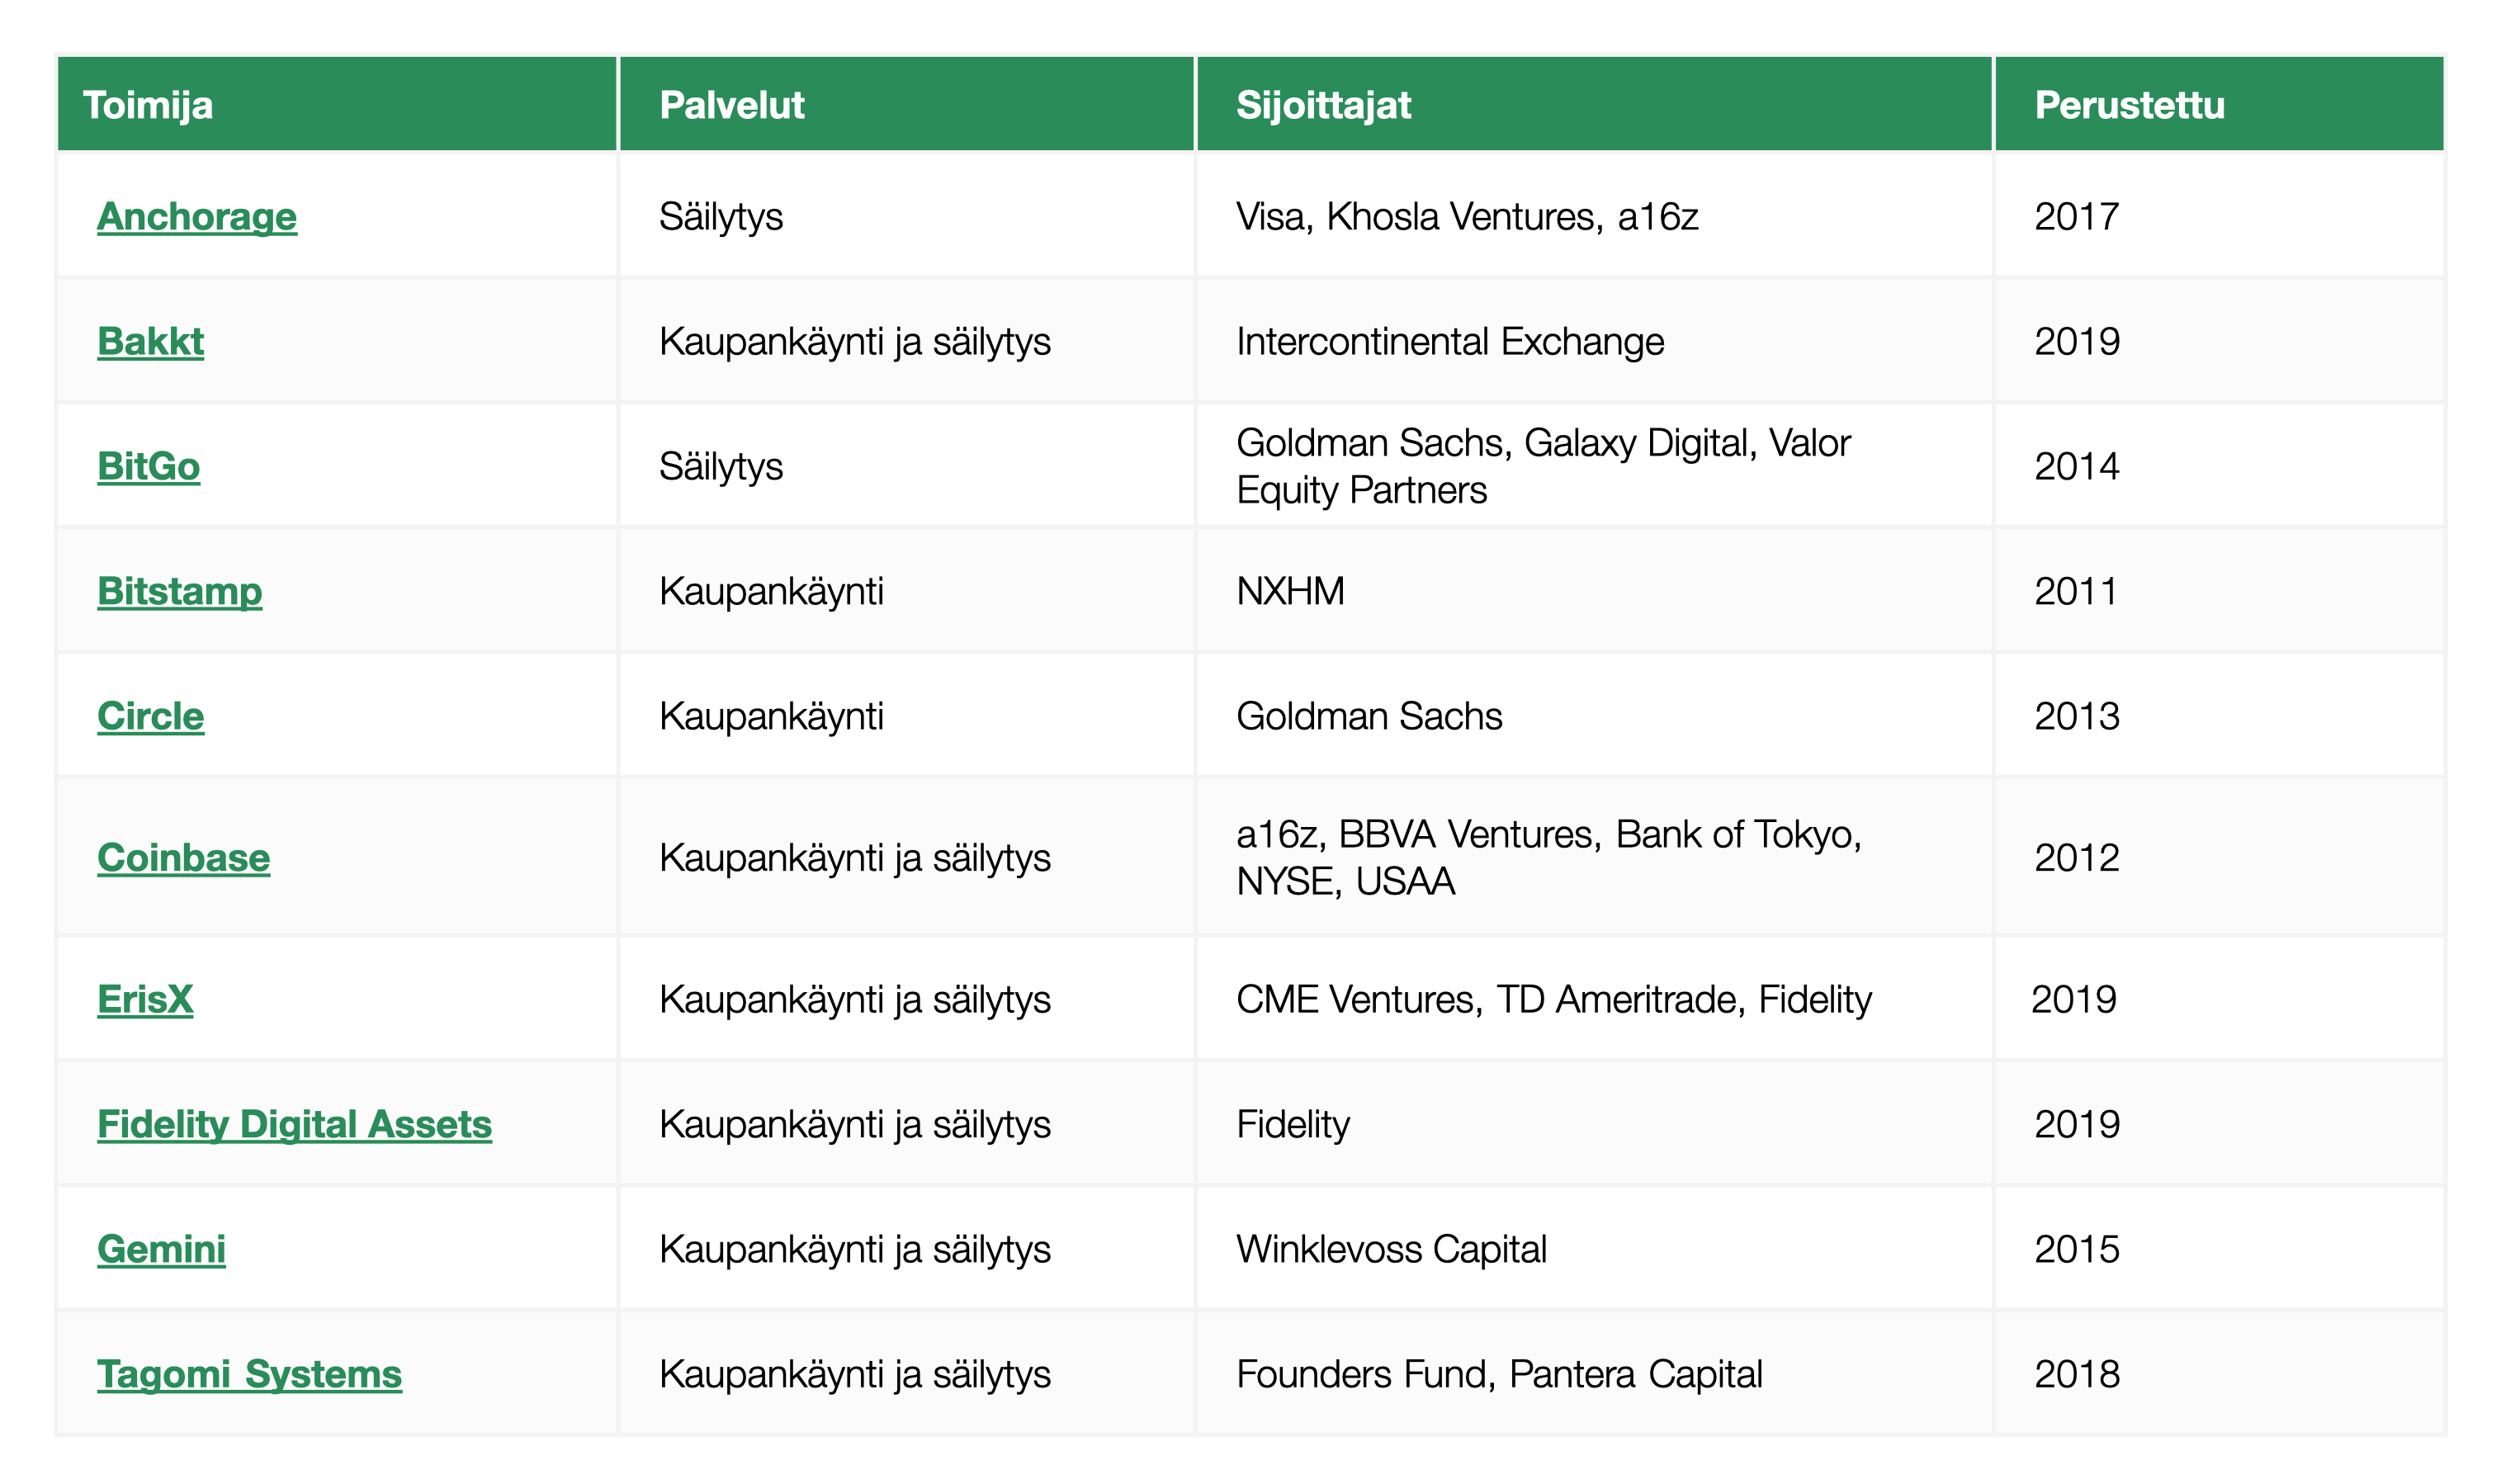 Toimija Palvelut Sijoittajat Perustettu
Anchorage Säilytys Visa, Khosla Ventures, a16z 2017
Bakkt Kaupankäynti ja säilytys Intercontinental Exchange 2019
BitGo Säilytys Goldman Sachs, Galaxy Digital, Valor
Equity Partners 2014
Bitstamp Kaupankäynti NXHM 2011
Circle Kaupankäynti Goldman Sachs 2013
Coinbase Kaupankäynti ja säilytys a16z, BBVA Ventures, Bank of Tokyo,
NYSE, USAA 2012
ErisX Kaupankäynti ja säilytys CME Ventures, TD Ameritrade, Fidelity 2019
Fidelity Digital Assets Kaupankäynti ja säilytys Fidelity 2019
Gemini Kaupankäynti ja säilytys Winklevoss Capital 2015
Tagomi Systems Kaupankäynti ja säilytys Founders Fund, Pantera Capital 2018